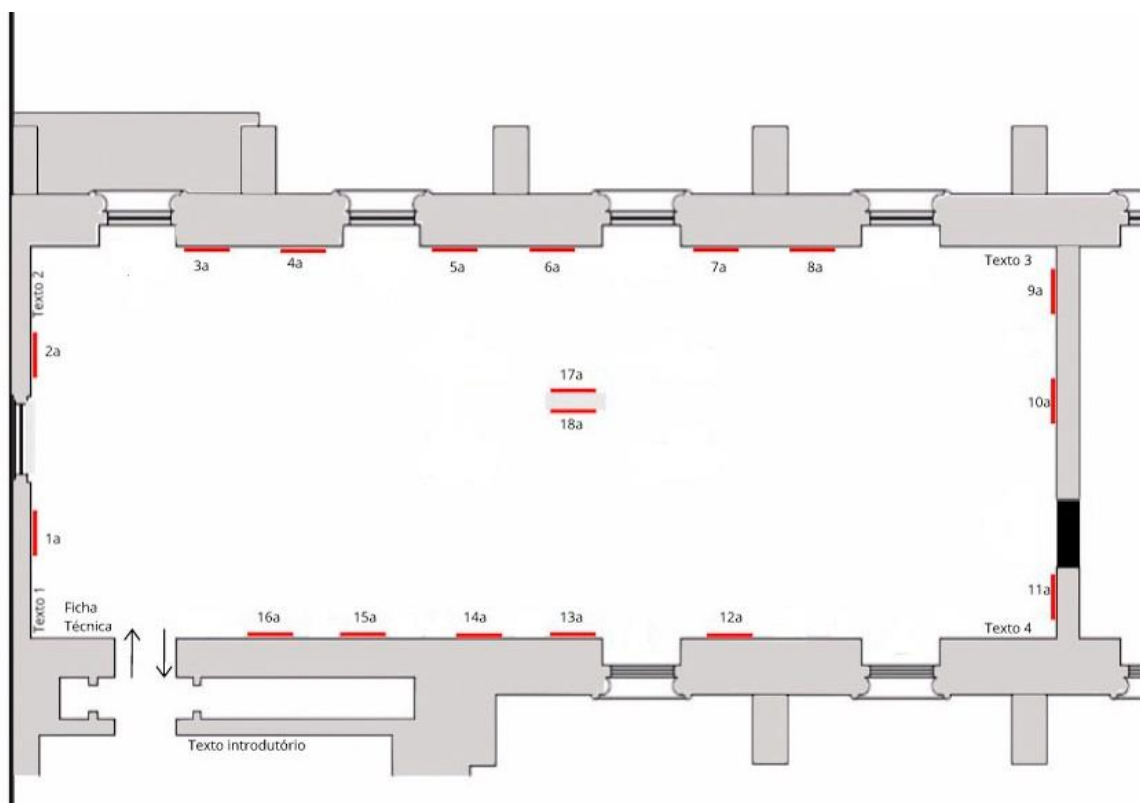 3a
4a
5a
6a
7a
8a
Texto 3
9a
Texto 2
2a
17a
10a
18a
1a
Texto 1
Ficha
Técnica
16a
15a
14a
13a
12a
11a
Texto 4
Texto introdutório